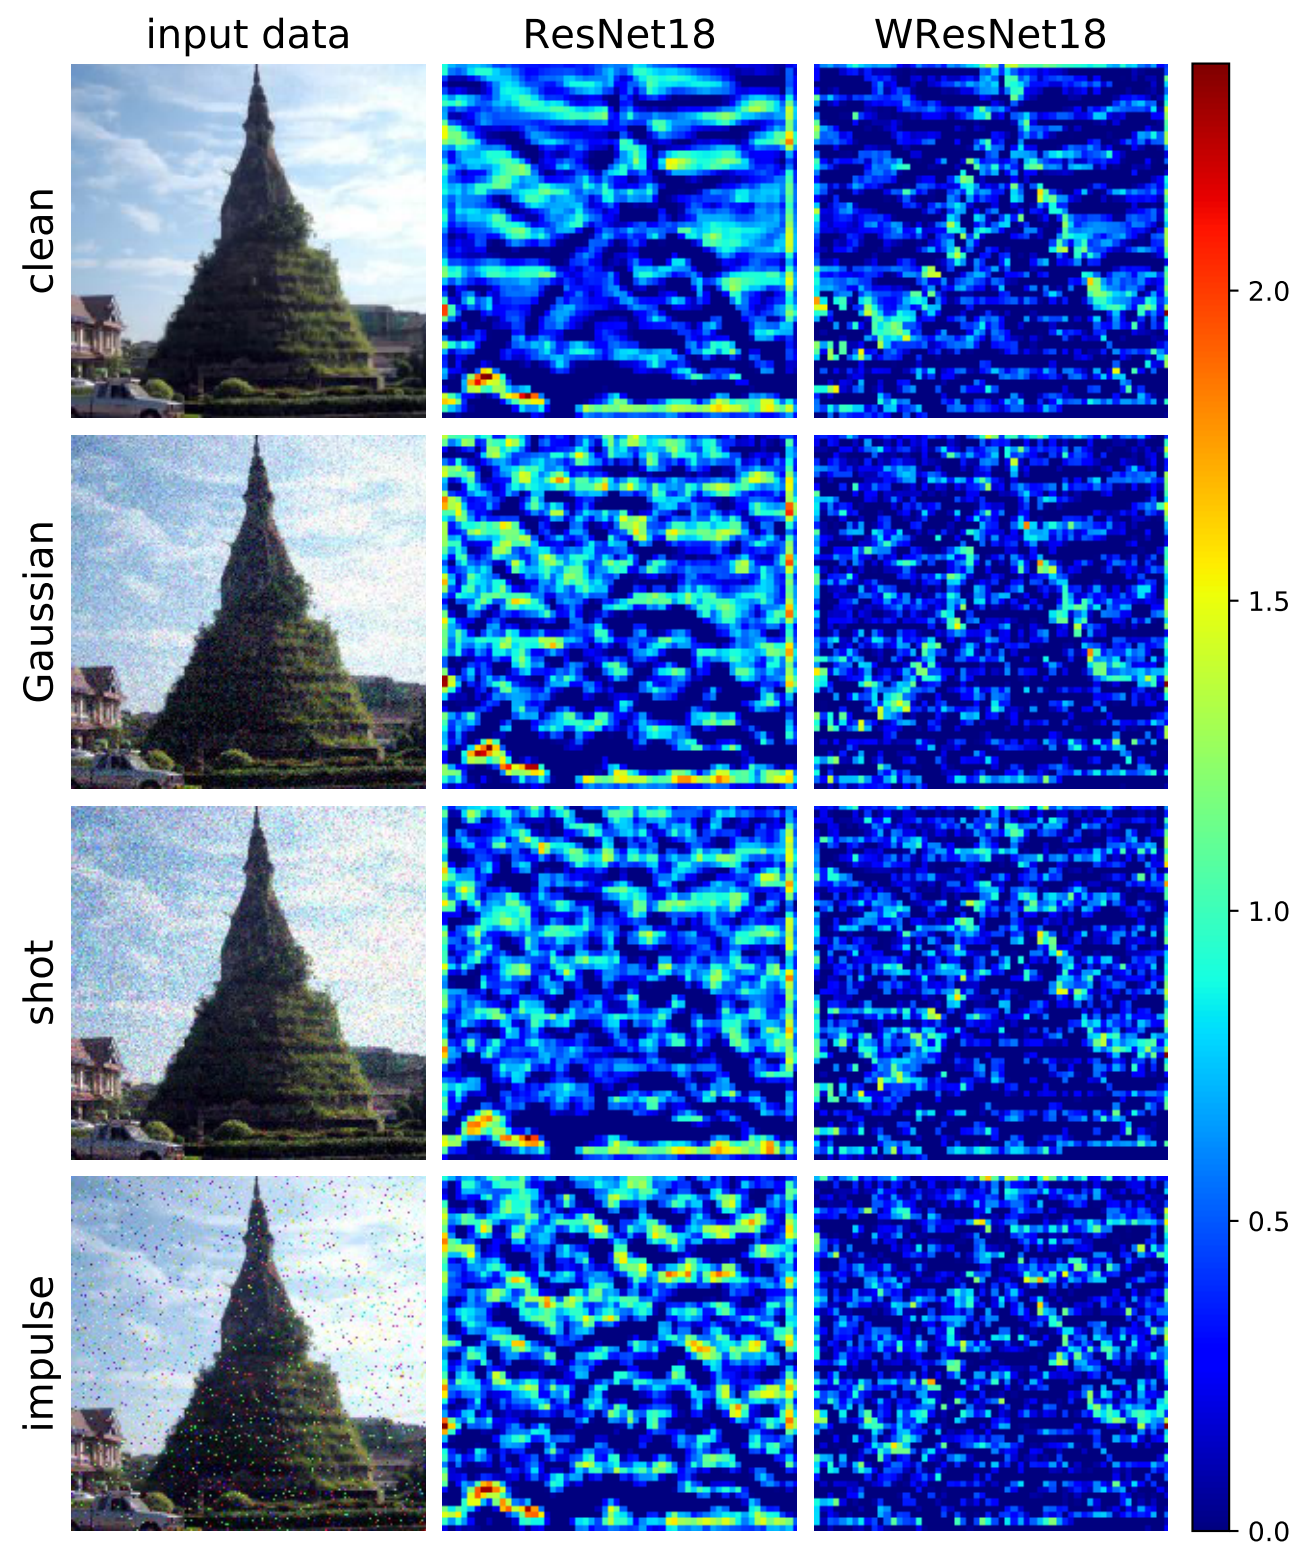 input data ResNet18 WResNet18
clean
Gaussian
shot
impulse
2.0
1.5
1.0
0.5
0.0